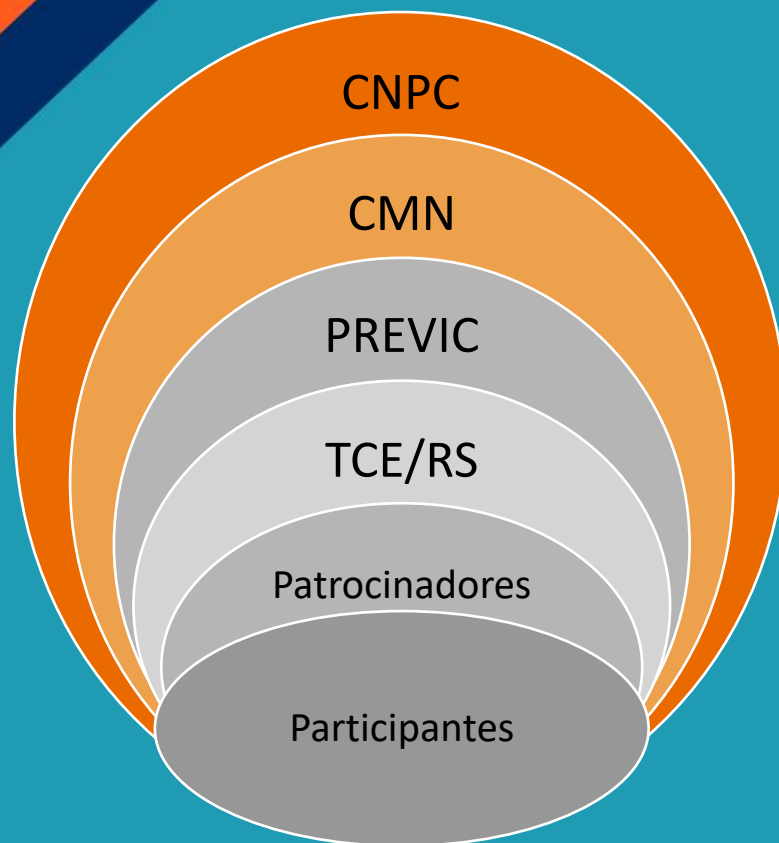 CNPC
CMN
PREVIC
TCE/RS
Patrocinadores
Participantes